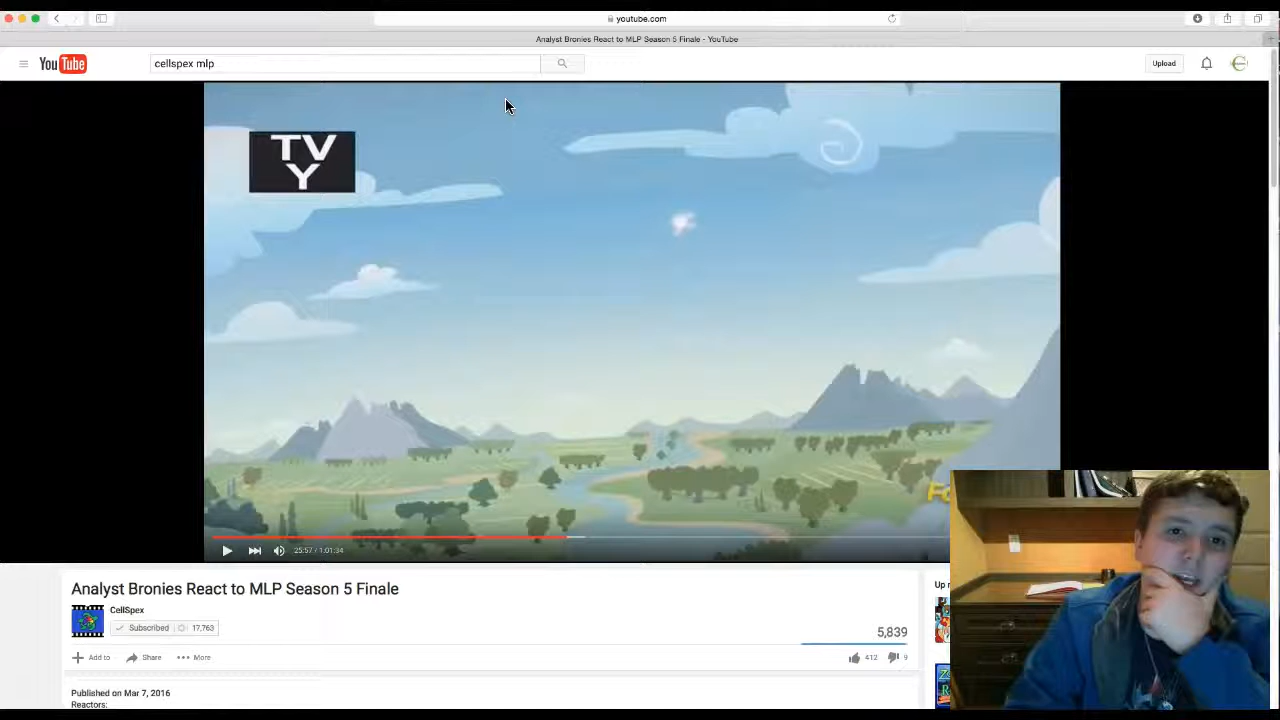 youtube.com
Analyst Bronies React to MLP Season 5 Finale - YouTube
YouTube
cellspex mlp
Upload
TV
Y
25:57 / 1:01:34
Analyst Bronies React to MLP Season 5 Finale
CellSpex
Subscribed 17,763
5,839
Add to Share More
412 9
Published on Mar 7, 2016
Reactors: